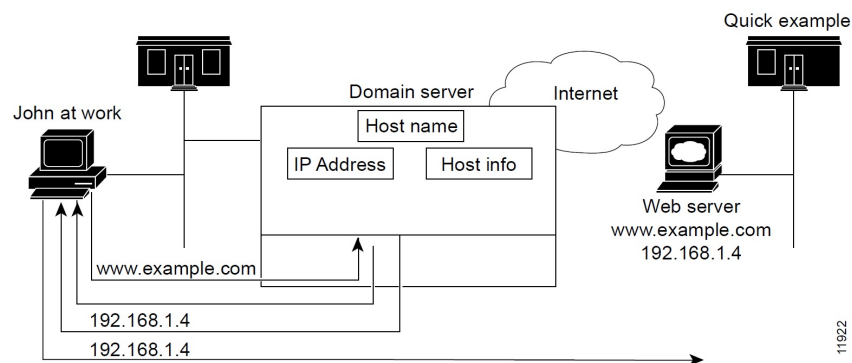 Quick example
John at work
Domain server
Internet
Host name
IP Address
Host info
Web server
www.example.com
192.168.1.4
www.example.com
192.168.1.4
192.168.1.4
11922